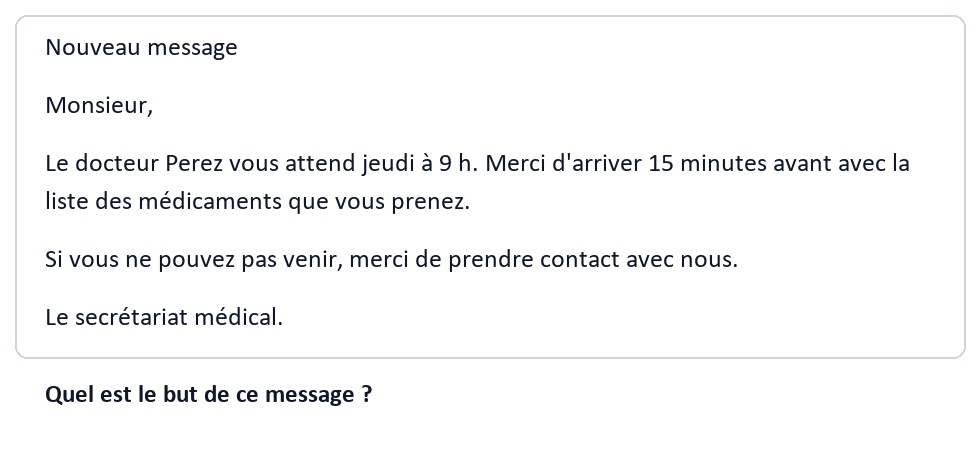 Nouveau message
Monsieur,
Le docteur Perez vous attend jeudi à 9 h. Merci d'arriver 15 minutes avant avec la
liste des médicaments que vous prenez.
Si vous ne pouvez pas venir, merci de prendre contact avec nous.
Le secrétariat médical.
Quel est le but de ce message ?